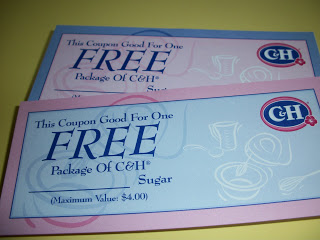 This Coupon Good For One
FREE
Package Of C&H®
Sugar
C&H
This Coupon Good For One
FREE
Package Of C&H®
Sugar
(Maximum Value: $4.00)
C&H